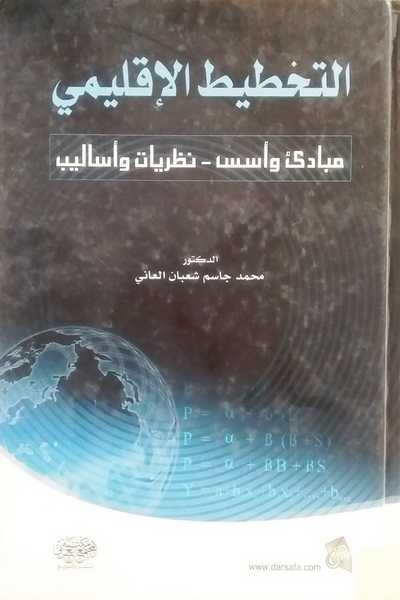 التخطيط الإقليمي
مبادئ وأسس - نظريات وأساليب
الدكتور
محمد جاسم شعبان العاني
P = α
P = α + B (B+S)
P = α + BB+BS
www.darsafa.com